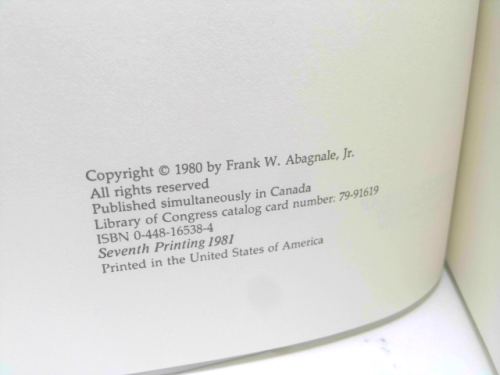 Copyright © 1980 by Frank W. Abagnale, Jr.
All rights reserved
Published simultaneously in Canada
Library of Congress catalog card number: 79-91619
ISBN 0-448-16538-4
Seventh Printing 1981
Printed in the United States of America